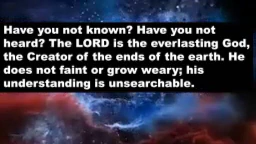 Have you not known? Have you not
heard? The LORD is the everlasting God,
the Creator of the ends of the earth. He
does not faint or grow weary; his
understanding is unsearchable.